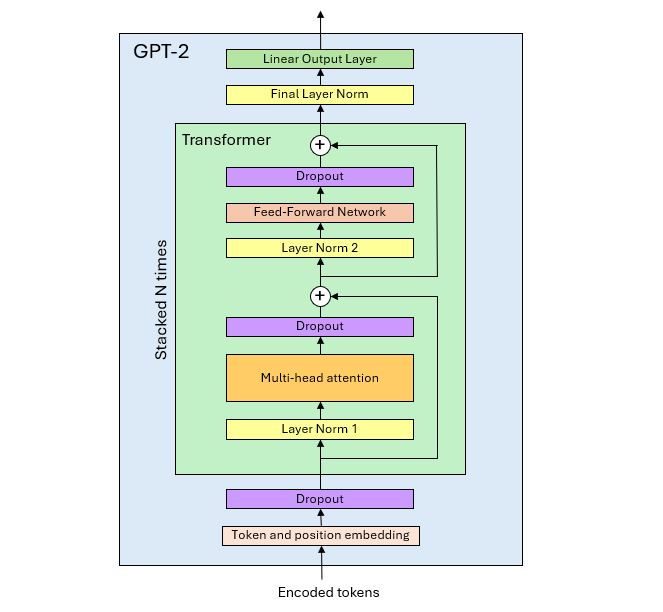 GPT-2
Linear Output Layer
Final Layer Norm
Transformer
+
Dropout
Feed-Forward Network
Layer Norm 2
+
Dropout
Multi-head attention
Layer Norm 1
Stacked N times
Dropout
Token and position embedding
Encoded tokens